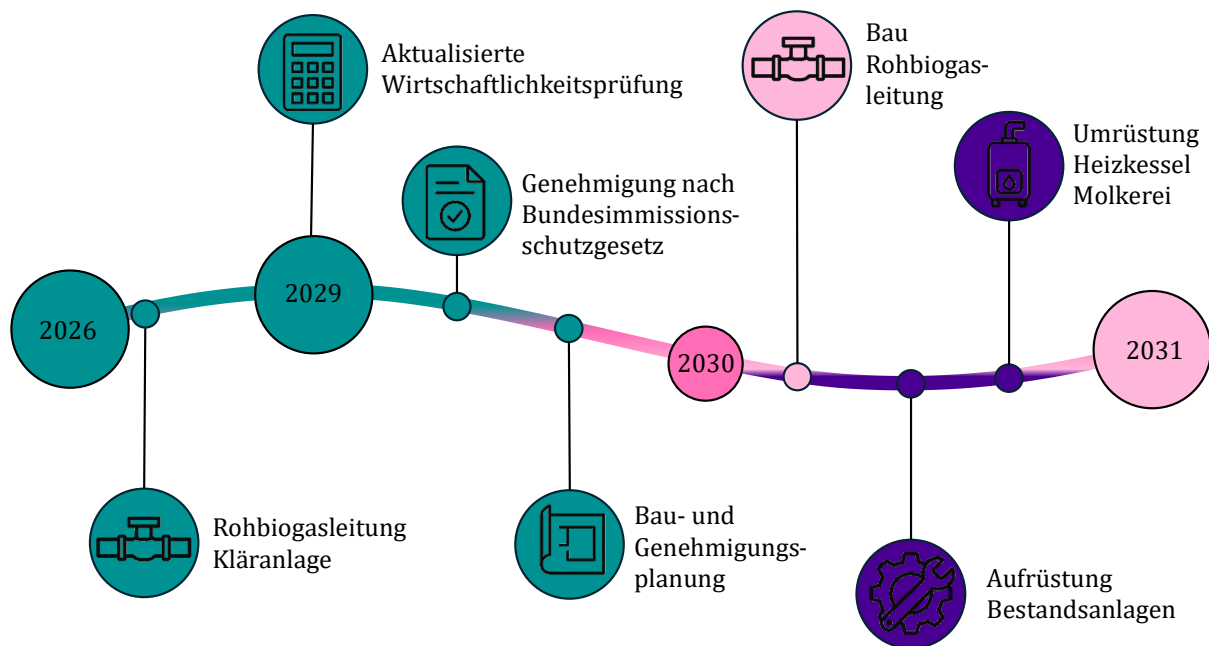 Aktualisierte
Wirtschaftlichkeitsprüfung
Bau
Rohbiogas-
leitung
Umrüstung
Heizkessel
Molkerei
Genehmigung nach
Bundesimmissions-
schutzgesetz
2026
2029
2030
2031
Rohbiogasleitung
Kläranlage
Bau- und
Genehmigungs-
planung
Aufrüstung
Bestandsanlagen